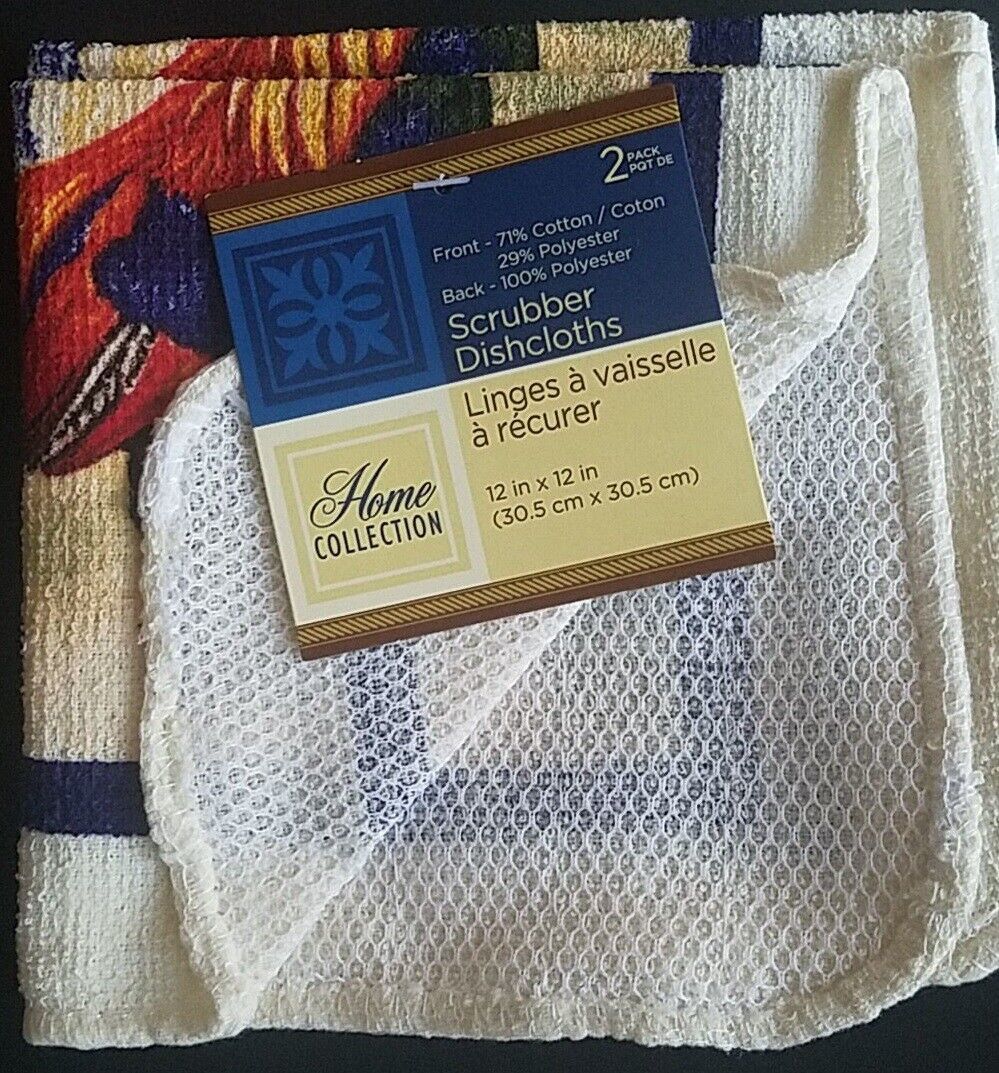 2 PACK
PQT DE
Front - 71% Cotton / Coton
29% Polyester
Back - 100% Polyester
Scrubber
Dishcloths
Linges à vaisselle
à récurer
12 in x 12 in
(30.5 cm x 30.5 cm)
Home
COLLECTION